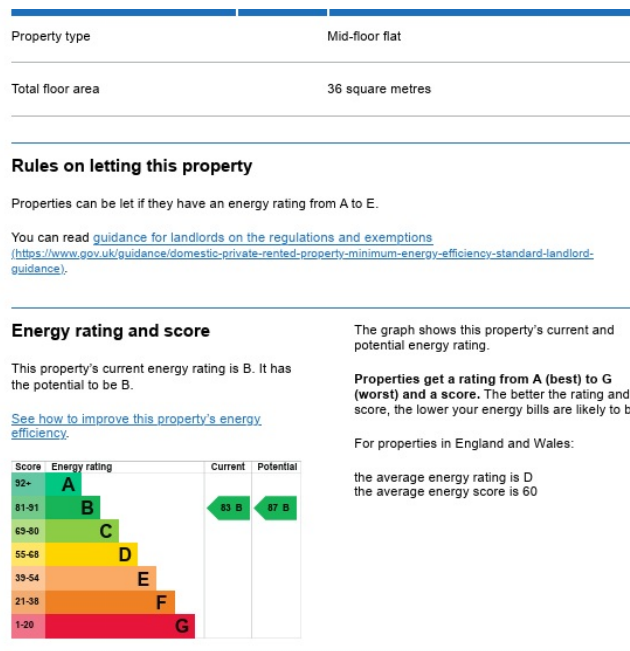 Property type Mid-floor flat
Total floor area 36 square metres
Rules on letting this property
Properties can be let if they have an energy rating from A to E.
You can read guidance for landlords on the regulations and exemptions
(https://www.gov.uk/guidance/domestic-private-rented-property-minimum-energy-efficiency-standard-landlord-
guidance).
Energy rating and score
This property's current energy rating is B. It has
the potential to be B.
See how to improve this property's energy
efficiency.
Score Energy rating Current Potential
92+ A
81-91 B 83 B 87 B
69-80 C
55-68 D
39-54 E
21-38 F
1-20 G
The graph shows this property's current and
potential energy rating.
Properties get a rating from A (best) to G
(worst) and a score. The better the rating and
score, the lower your energy bills are likely to b
For properties in England and Wales:
the average energy rating is D
the average energy score is 60